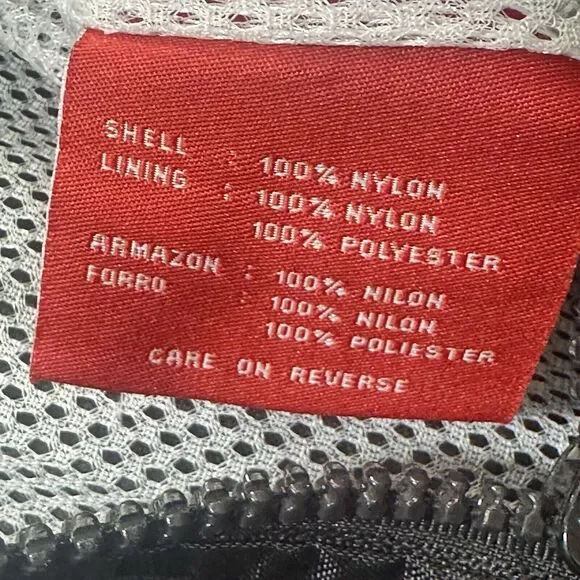 SHELL : 100% NYLON
LINING : 100% NYLON
100% POLYESTER
ARMAZON : 100% NILON
FORRO : 100% NILON
100% POLIESTER
CARE ON REVERSE